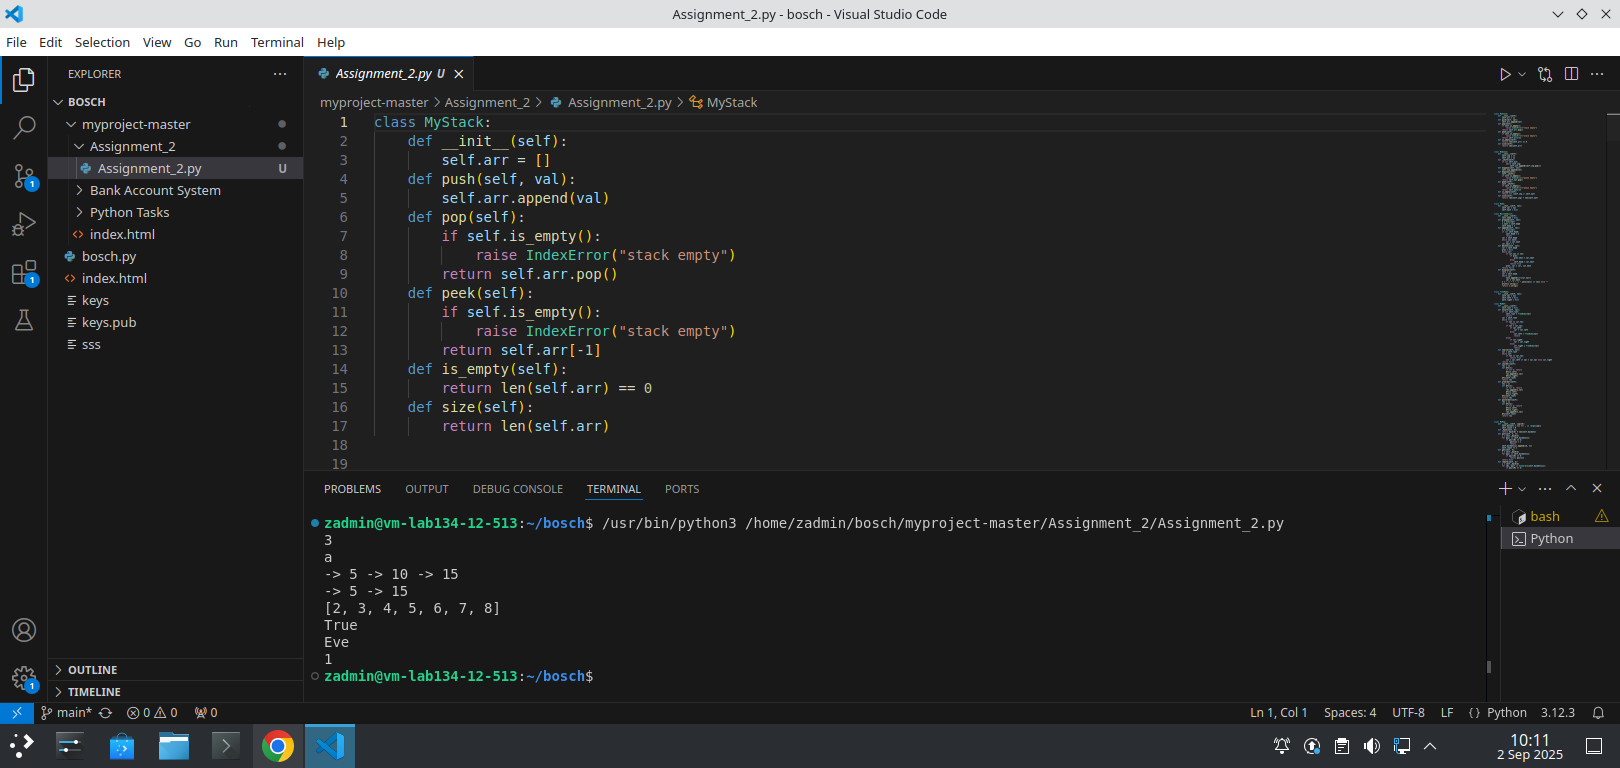 Assignment_2.py - bosch - Visual Studio Code
File Edit Selection View Go Run Terminal Help
EXPLORER
BOSCH
myproject-master
Assignment_2
Assignment_2.py U
Bank Account System
Python Tasks
index.html
bosch.py
index.html
keys
keys.pub
sss
OUTLINE
TIMELINE
1
1
1
Assignment_2.py U
myproject-master > Assignment_2 > Assignment_2.py > MyStack
1 class MyStack:
2 def __init__(self):
3 self.arr = []
4 def push(self, val):
5 self.arr.append(val)
6 def pop(self):
7 if self.is_empty():
8 raise IndexError("stack empty")
9 return self.arr.pop()
10 def peek(self):
11 if self.is_empty():
12 raise IndexError("stack empty")
13 return self.arr[-1]
14 def is_empty(self):
15 return len(self.arr) == 0
16 def size(self):
17 return len(self.arr)
18
19
PROBLEMS OUTPUT DEBUG CONSOLE TERMINAL PORTS
zadmin@vm-lab134-12-513:~/bosch$ /usr/bin/python3 /home/zadmin/bosch/myproject-master/Assignment_2/Assignment_2.py
3
a
-> 5 -> 10 -> 15
-> 5 -> 15
[2, 3, 4, 5, 6, 7, 8]
True
Eve
1
zadmin@vm-lab134-12-513:~/bosch$
bash
Python
main* 0 0 0 Ln 1, Col 1 Spaces: 4 UTF-8 LF {} Python 3.12.3
10:11
2 Sep 2025